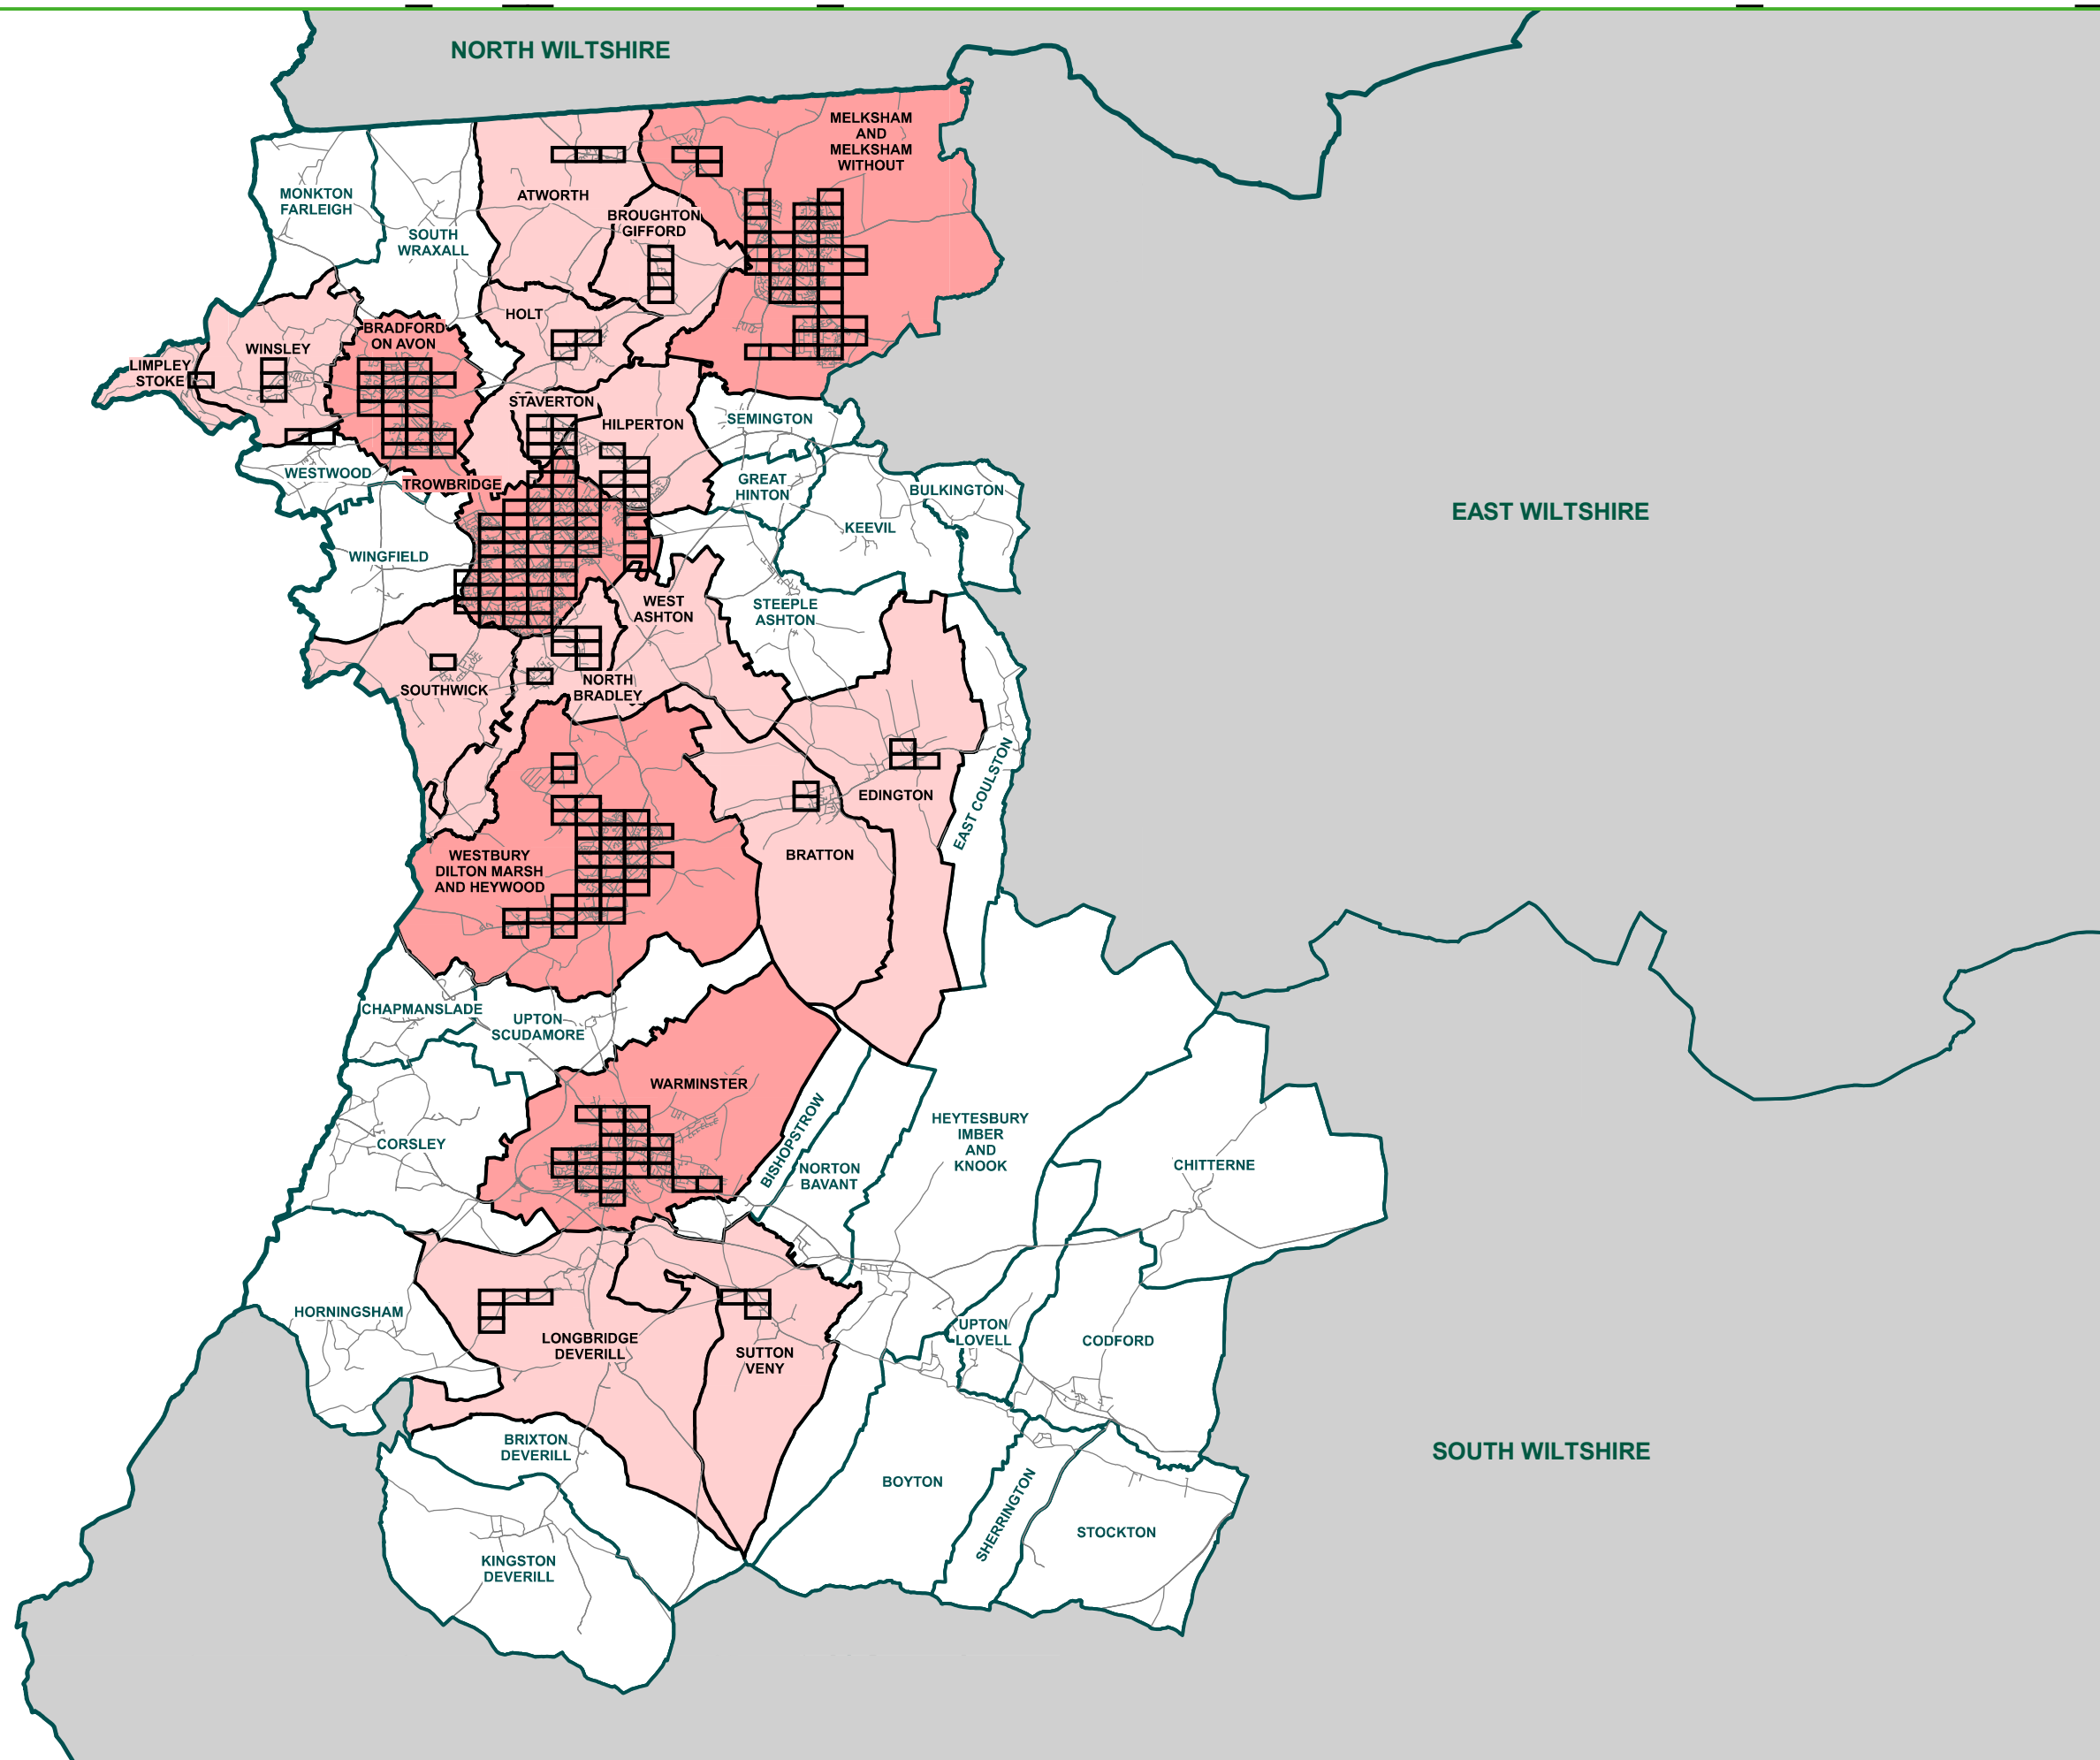 NORTH WILTSHIRE
MELKSHAM
AND
MELKSHAM
WITHOUT
MONKTON
FARLEIGH
ATWORTH
BROUGHTON
GIFFORD
SOUTH
WRAXALL
HOLT
BRADFORD
ON AVON
WINSLEY
LIMPLEY
STOKE
STAVERTON
HILPERTON
SEMINGTON
WESTWOOD
TROWBRIDGE
GREAT
HINTON
BULKINGTON
EAST WILTSHIRE
KEEVIL
WINGFIELD
WEST
ASHTON
STEEPLE
ASHTON
SOUTHWICK
NORTH
BRADLEY
EDINGTON
EAST COULSTON
BRATTON
WESTBURY
DILTON MARSH
AND HEYWOOD
CHAPMANSLADE
UPTON
SCUDAMORE
WARMINSTER
BISHOPSTROW
HEYTESBURY
IMBER
AND
KNOOK
CORSLEY
NORTON
BAVANT
CHITTERNE
HORNINGSHAM
LONGBRIDGE
DEVERILL
SUTTON
VENY
UPTON
LOVELL
CODFORD
BRIXTON
DEVERILL
SOUTH WILTSHIRE
BOYTON
SHERRINGTON
STOCKTON
KINGSTON
DEVERILL